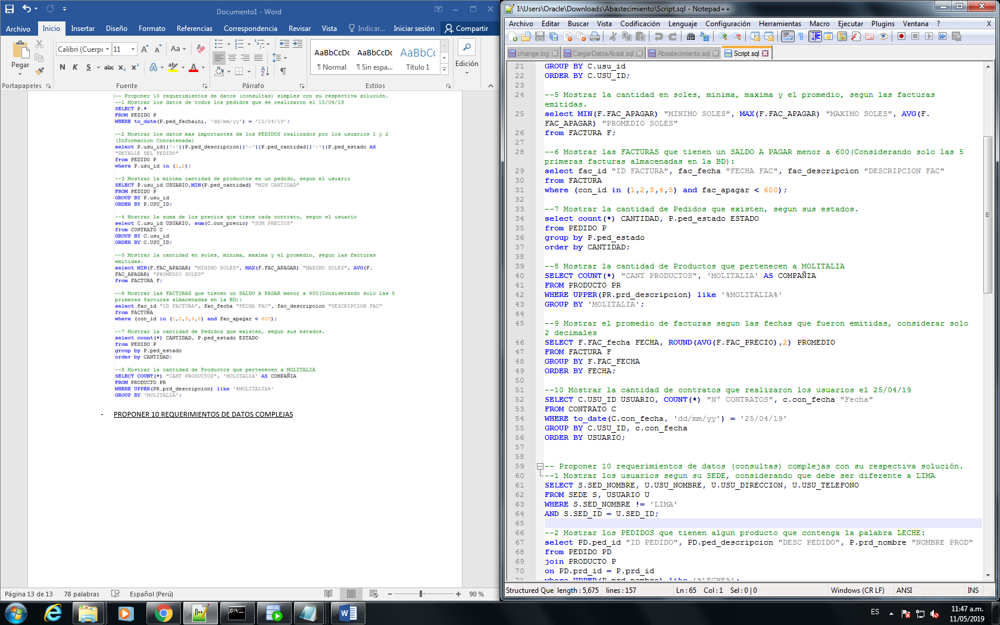 Documento1 - Word
Archivo
Inicio
Insertar
Diseño
Formato
Referencias
Correspondencia
Revisar
Vista
Indicar...
Iniciar sesión
Compartir
Pegar
Calibri (Cuerpo
11
Aa
N K S abc x₂ x²
AaBbCcDc
AaBbCcDc
AaBbCc
¶ Normal
¶ Sin espa...
Título 1
Edición
Portapapeles
Fuente
Párrafo
Estilos
-- Proponer 10 requerimientos de datos (consultas) simples con su respectiva solución.
--1 Mostrar los datos de todos los pedidos que se realizaron el 15/04/19
SELECT P.*
FROM PEDIDO P
WHERE to_date(P.ped_fechaini, 'dd/mm/yy') = '15/04/19';
--2 Mostrar los datos mas importantes de los PEDIDOS realizados por los usuarios 1 y 2
(Informacion Concatenada)
select P.usu_id||'-'||P.ped_descripcion||'-'||P.ped_cantidad||'-'||P.ped_estado AS
"DETALLE DEL PEDIDO"
from PEDIDO P
where P.usu_id in (1,2);
--3 Mostrar la minima cantidad de productos en un pedido, segun el usuario
SELECT P.usu_id USUARIO,MIN(P.ped_cantidad) "MIN CANTIDAD"
FROM PEDIDO P
GROUP BY P.usu_id
ORDER BY P.USU_ID;
--4 Mostrar la suma de los precios que tiene cada contrato, segun el usuario
select C.usu_id USUARIO, sum(C.con_precio) "SUM PRECIOS"
from CONTRATO C
GROUP BY C.usu_id
ORDER BY C.USU_ID;
--5 Mostrar la cantidad en soles, minima, maxima y el promedio, segun las facturas
emitidas.
select MIN(F.FAC_APAGAR) "MINIMO SOLES", MAX(F.FAC_APAGAR) "MAXIMO SOLES", AVG(F.
FAC_APAGAR) "PROMEDIO SOLES"
from FACTURA F;
--6 Mostrar las FACTURAS que tienen un SALDO A PAGAR menor a 600(Considerando solo las 5
primeras facturas almacenadas en la BD):
select fac_id "ID FACTURA", fac_fecha "FECHA FAC", fac_descripcion "DESCRIPCION FAC"
from FACTURA
where (con_id in (1,2,3,4,5) and fac_apagar < 600);
--7 Mostrar la cantidad de Pedidos que existen, segun sus estados.
select count(*) CANTIDAD, P.ped_estado ESTADO
from PEDIDO P
group by P.ped_estado
order by CANTIDAD;
--8 Mostrar la cantidad de Productos que pertenecen a MOLITALIA
SELECT COUNT(*) "CANT PRODUCTOS", 'MOLITALIA' AS COMPAÑIA
FROM PRODUCTO PR
WHERE UPPER(PR.prd_descripcion) like '%MOLITALIA%'
GROUP BY 'MOLITALIA';
- PROPONER 10 REQUERIMIENTOS DE DATOS COMPLEJAS
Página 13 de 13
78 palabras
Español (Perú)
90 %
I:\Users\Oracle\Downloads\Abastecimiento\Script.sql - Notepad++
Archivo Editar Buscar Vista Codificación Lenguaje Configuración Herramientas Macro Ejecutar Plugins Ventana ? X
change.log
CargarDatosAbast.sql
Abastecimiento.sql
Script.sql
21 GROUP BY C.usu_id
22 ORDER BY C.USU_ID;
23
24 --5 Mostrar la cantidad en soles, minima, maxima y el promedio, segun las facturas
emitidas.
25 select MIN(F.FAC_APAGAR) "MINIMO SOLES", MAX(F.FAC_APAGAR) "MAXIMO SOLES", AVG(F.
FAC_APAGAR) "PROMEDIO SOLES"
26 from FACTURA F;
27
28 --6 Mostrar las FACTURAS que tienen un SALDO A PAGAR menor a 600(Considerando solo las 5
primeras facturas almacenadas en la BD):
29 select fac_id "ID FACTURA", fac_fecha "FECHA FAC", fac_descripcion "DESCRIPCION FAC"
30 from FACTURA
31 where (con_id in (1,2,3,4,5) and fac_apagar < 600);
32
33 --7 Mostrar la cantidad de Pedidos que existen, segun sus estados.
34 select count(*) CANTIDAD, P.ped_estado ESTADO
35 from PEDIDO P
36 group by P.ped_estado
37 order by CANTIDAD;
38
39 --8 Mostrar la cantidad de Productos que pertenecen a MOLITALIA
40 SELECT COUNT(*) "CANT PRODUCTOS", 'MOLITALIA' AS COMPAÑIA
41 FROM PRODUCTO PR
42 WHERE UPPER(PR.prd_descripcion) like '%MOLITALIA%'
43 GROUP BY 'MOLITALIA';
44
45 --9 Mostrar el promedio de facturas segun las fechas que fueron emitidas, considerar solo
2 decimales
46 SELECT F.FAC_fecha FECHA, ROUND(AVG(F.FAC_PRECIO),2) PROMEDIO
47 FROM FACTURA F
48 GROUP BY F.FAC_FECHA
49 ORDER BY FECHA;
50
51 --10 Mostrar la cantidad de contratos que realizaron los usuarios el 25/04/19
52 SELECT C.USU_ID USUARIO, COUNT(*) "N° CONTRATOS", c.con_fecha "Fecha"
53 FROM CONTRATO C
54 WHERE to_date(C.con_fecha, 'dd/mm/yy') = '25/04/19'
55 GROUP BY C.USU_ID, c.con_fecha
56 ORDER BY USUARIO;
57
58
59 -- Proponer 10 requerimientos de datos (consultas) complejas con su respectiva solución.
60 --1 Mostrar los usuarios segun su SEDE, considerando que debe ser diferente a LIMA
61 SELECT S.SED_NOMBRE, U.USU_NOMBRE, U.USU_DIRECCION, U.USU_TELEFONO
62 FROM SEDE S, USUARIO U
63 WHERE S.SED_NOMBRE != 'LIMA'
64 AND S.SED_ID = U.SED_ID;
65
66 --2 Mostrar los PEDIDOS que tienen algun producto que contenga la palabra LECHE:
67 select PD.ped_id "ID PEDIDO", PD.ped_descripcion "DESC PEDIDO", P.prd_nombre "NOMBRE PROD"
68 from PEDIDO PD
69 join PRODUCTO P
70 on PD.prd_id = P.prd_id
71 where UPPER(P.prd_nombre) like '%LECHE%';
Structured Que
length : 5,675 lines : 157
Ln : 65 Col : 1 Sel : 0 | 0
Windows (CR LF)
ANSI
INS
ES
11:47 a.m.
11/05/2019